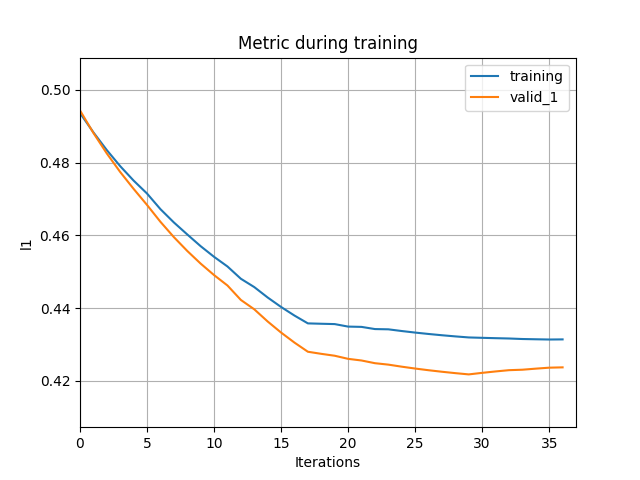 Metric during training
training
valid_1
0.50
0.48
0.46
0.44
0.42
l1
0 5 10 15 20 25 30 35
Iterations